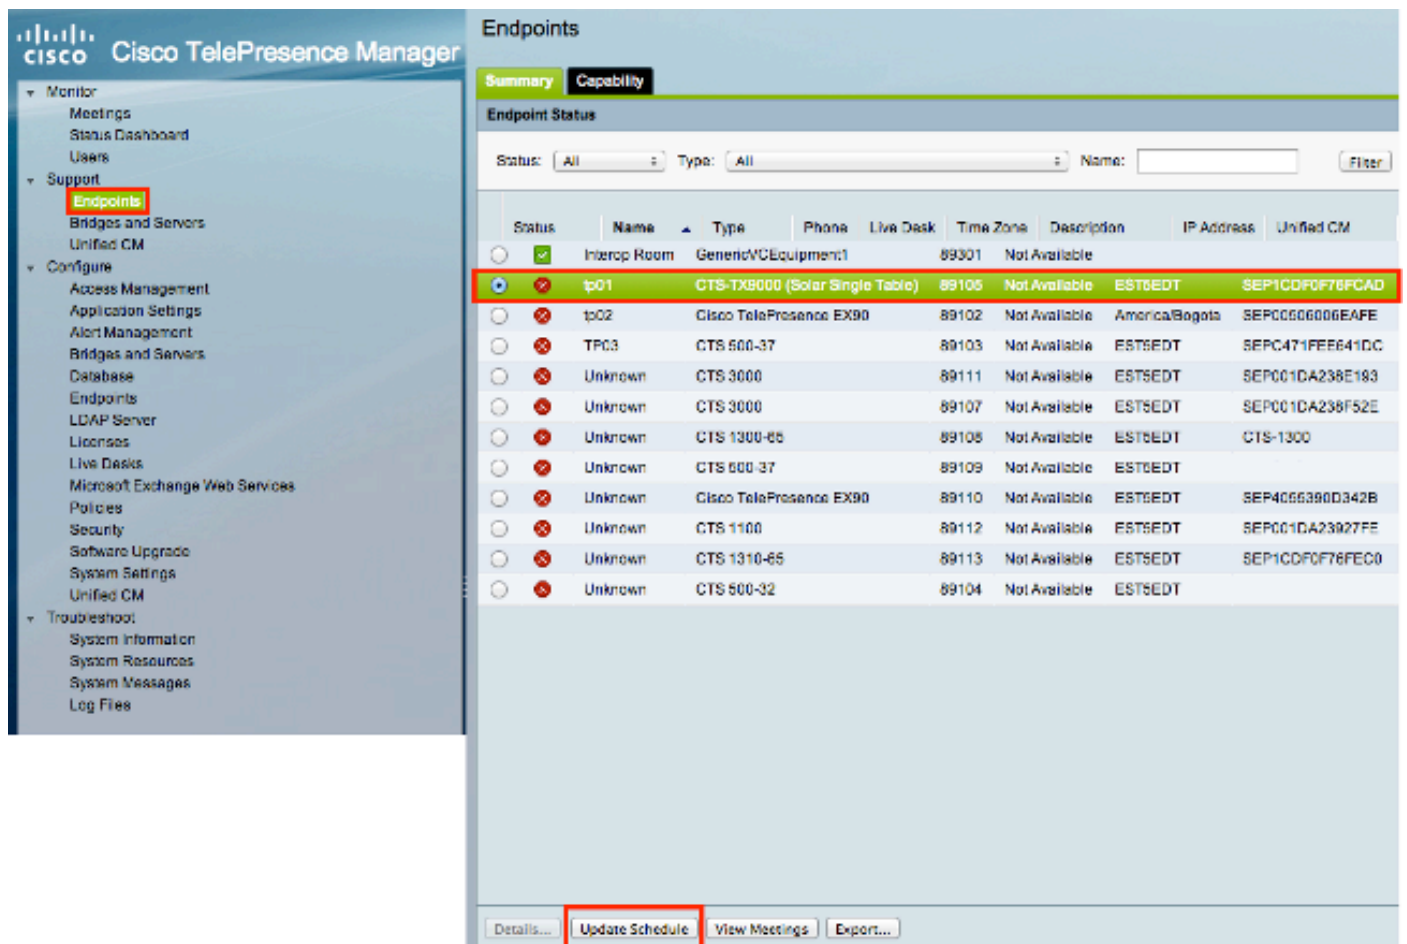 cisco Cisco TelePresence Manager
Monitor
Meetings
Status Dashboard
Users
Support
Endpoints
Bridges and Servers
Unified CM
Configure
Access Management
Application Settings
Alert Management
Bridges and Servers
Database
Endpoints
LDAP Server
Licenses
Live Desks
Microsoft Exchange Web Services
Policies
Security
Software Upgrade
System Settings
Unified CM
Troubleshoot
System Information
System Resources
System Messages
Log Files
Endpoints
Summary Capability
Endpoint Status
Status: All Type: All Name: Filter
Status Name Type Phone Live Desk Time Zone Description IP Address Unified CM
Interop Room GenericVCEquipment1 89301 Not Available
tp01 CTS-TX9000 (Solar Single Table) 89105 Not Available EST5EDT SEP1CDF0F76FCAD
tp02 Cisco TelePresence EX90 89102 Not Available America/Bogota SEP00506006EAFE
TP03 CTS 500-37 89103 Not Available EST5EDT SEPC471FEE641DC
Unknown CTS 3000 89111 Not Available EST5EDT SEP001DA238E193
Unknown CTS 3000 89107 Not Available EST5EDT SEP001DA238F52E
Unknown CTS 1300-65 89108 Not Available EST5EDT CTS-1300
Unknown CTS 500-37 89109 Not Available EST5EDT
Unknown Cisco TelePresence EX90 89110 Not Available EST5EDT SEP4055390D342B
Unknown CTS 1100 89112 Not Available EST5EDT SEP001DA23927FE
Unknown CTS 1310-65 89113 Not Available EST5EDT SEP1CDF0F76FEC0
Unknown CTS 500-32 89104 Not Available EST5EDT
Details... Update Schedule View Meetings Export...